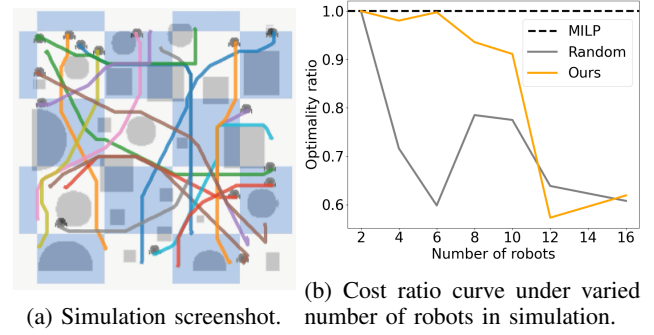 1.0
0.9
0.8
0.7
0.6
Optimality ratio
MILP
Random
Ours
2 4 6 8 10 12 14 16
Number of robots
(a) Simulation screenshot.
(b) Cost ratio curve under varied
number of robots in simulation.